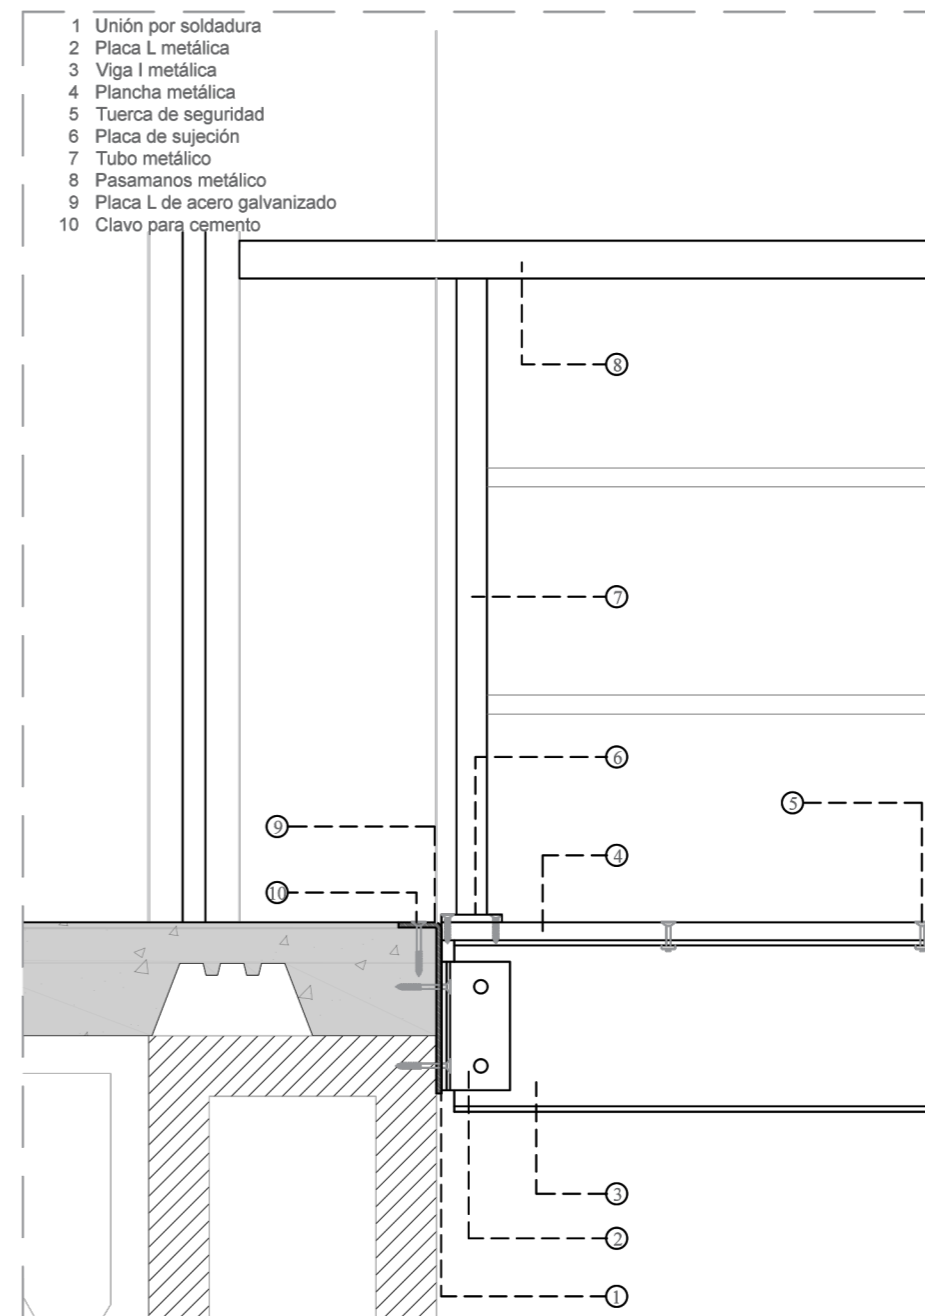 1 Unión por soldadura
2 Placa L metálica
3 Viga I metálica
4 Plancha metálica
5 Tuerca de seguridad
6 Placa de sujeción
7 Tubo metálico
8 Pasamanos metálico
9 Placa L de acero galvanizado
10 Clavo para cemento
8
7
6
5
9
4
10
3
2
1